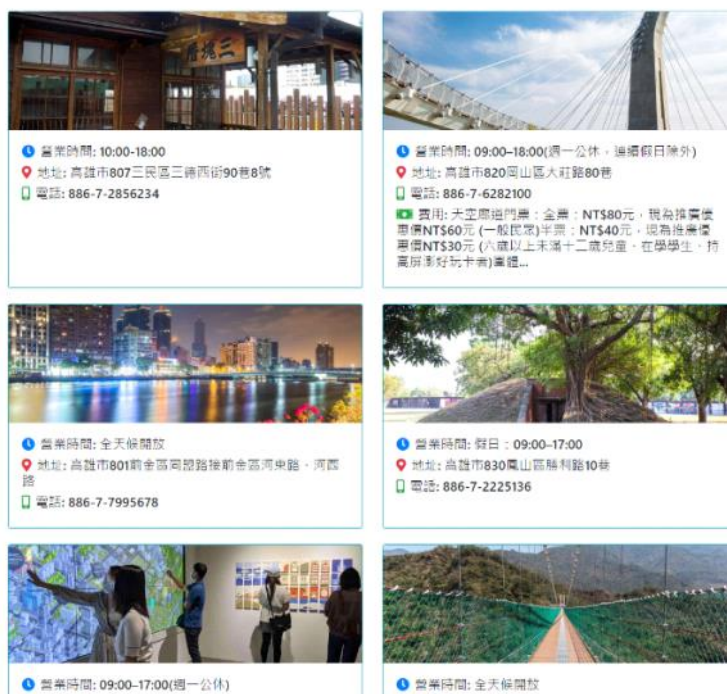 三塊厝
營業時間: 10:00-18:00
地址: 高雄市807三民區三德西街90巷8號
電話: 886-7-2856234
營業時間: 09:00–18:00(週一公休,連續假日除外)
地址: 高雄市820岡山區大莊路80巷
電話: 886-7-6282100
費用: 天空廊道門票:全票:NT$80元,現為推廣優
惠價NT$60元 (一般民眾)半票:NT$40元,現為推廣優
惠價NT$30元 (六歲以上未滿十二歲兒童、在學學生、持
高屏澎好玩卡者)團體...
營業時間: 全天候開放
地址: 高雄市801前金區同盟路接前金區河東路、河西
路
電話: 886-7-7995678
營業時間: 假日:09:00–17:00
地址: 高雄市830鳳山區勝利路10巷
電話: 886-7-2225136
營業時間: 09:00–17:00(週一公休)
營業時間: 全天候開放